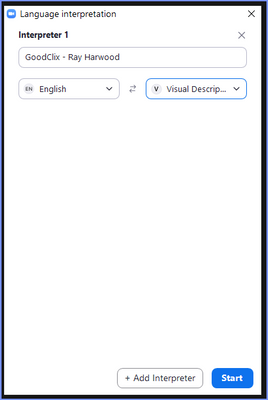 Language interpretation
Interpreter 1
GoodClix - Ray Harwood
EN English
V Visual Descrip...
+ Add Interpreter
Start